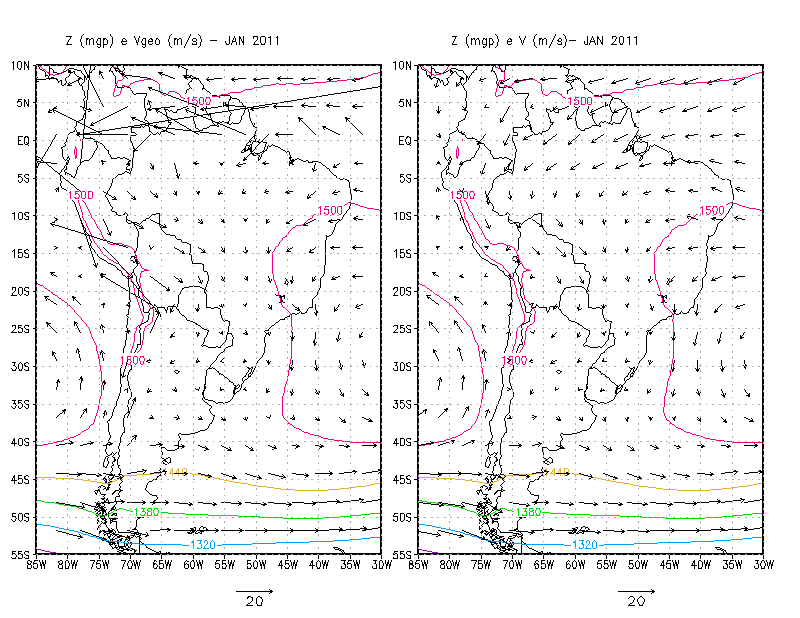 Z (mgp) e Vgeo (m/s) - JAN 2011
10N
5N
EQ
5S
10S
15S
20S
25S
30S
35S
40S
45S
50S
55S
85W 80W 75W 70W 65W 60W 55W 50W 45W 40W 35W 30W
1500
1500
1500
1500
1440
1380
1320
20
Z (mgp) e V (m/s)- JAN 2011
10N
5N
EQ
5S
10S
15S
20S
25S
30S
35S
40S
45S
50S
55S
85W 80W 75W 70W 65W 60W 55W 50W 45W 40W 35W 30W
1500
1500
1500
1500
1440
1380
1320
20